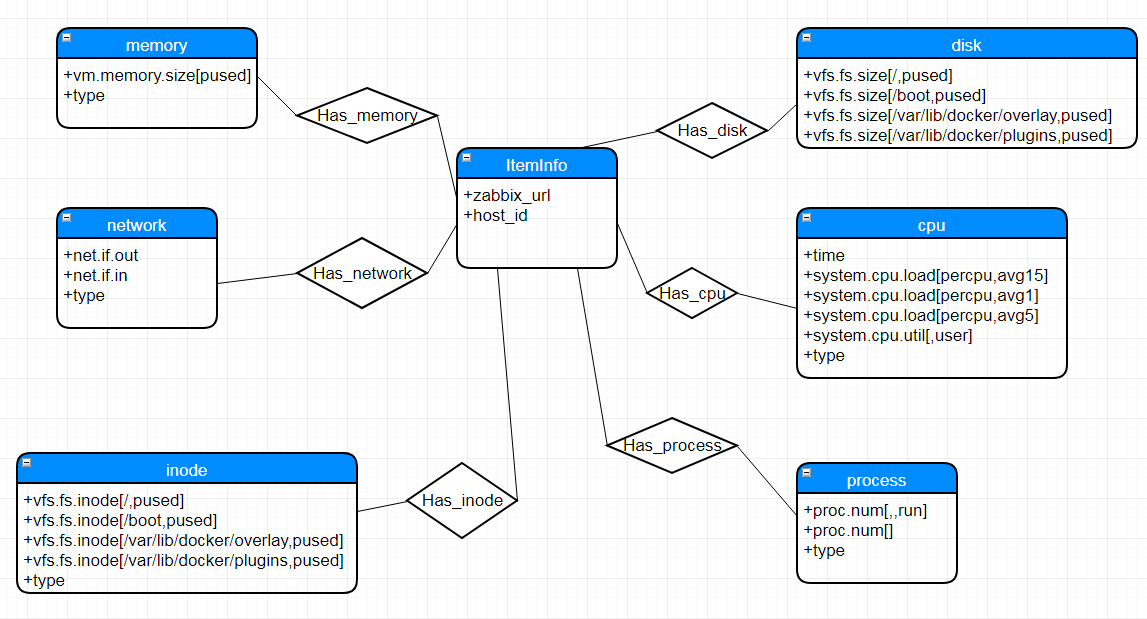 memory
+vm.memory.size[pused]
+type
Has_memory
disk
+vfs.fs.size[/,pused]
+vfs.fs.size[/boot,pused]
+vfs.fs.size[/var/lib/docker/overlay,pused]
+vfs.fs.size[/var/lib/docker/plugins,pused]
Has_disk
ItemInfo
+zabbix_url
+host_id
network
+net.if.out
+net.if.in
+type
Has_network
cpu
+time
+system.cpu.load[percpu,avg15]
+system.cpu.load[percpu,avg1]
+system.cpu.load[percpu,avg5]
+system.cpu.util[,user]
+type
Has_cpu
inode
+vfs.fs.inode[/,pused]
+vfs.fs.inode[/boot,pused]
+vfs.fs.inode[/var/lib/docker/overlay,pused]
+vfs.fs.inode[/var/lib/docker/plugins,pused]
+type
Has_inode
Has_process
process
+proc.num[,,run]
+proc.num[]
+type